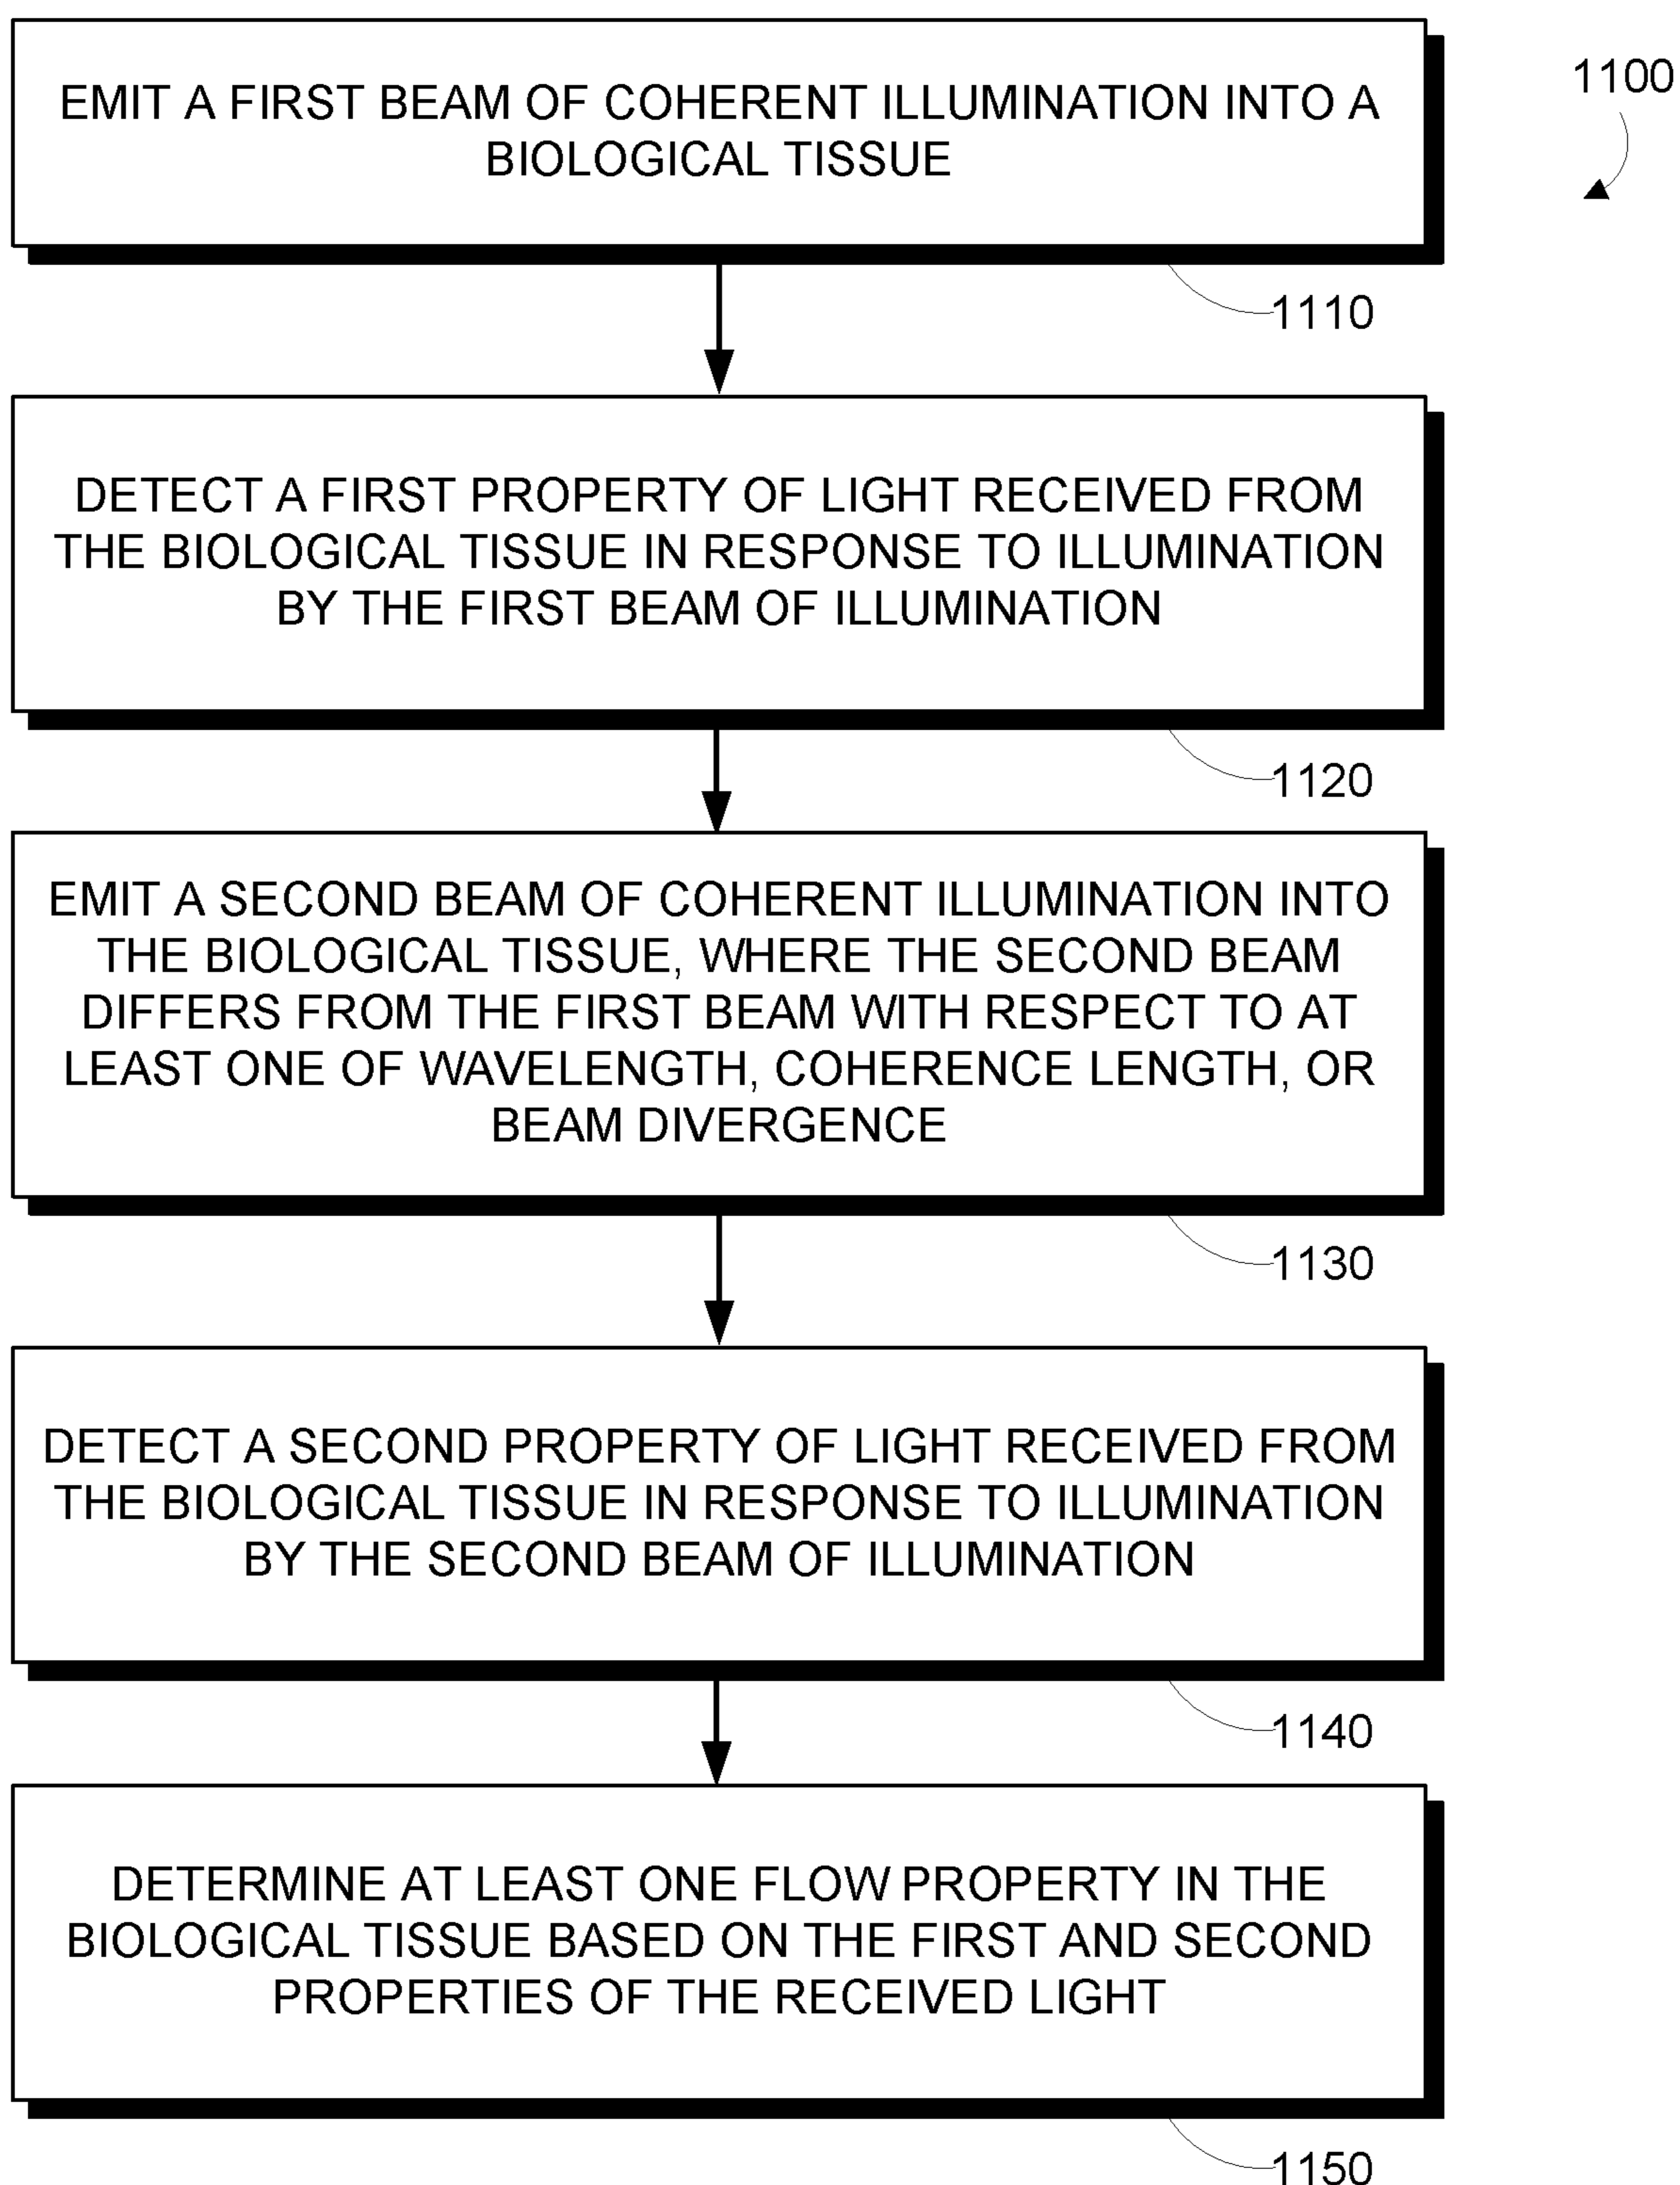 EMIT A FIRST BEAM OF COHERENT ILLUMINATION INTO A
BIOLOGICAL TISSUE
1100
1110
DETECT A FIRST PROPERTY OF LIGHT RECEIVED FROM
THE BIOLOGICAL TISSUE IN RESPONSE TO ILLUMINATION
BY THE FIRST BEAM OF ILLUMINATION
1120
EMIT A SECOND BEAM OF COHERENT ILLUMINATION INTO
THE BIOLOGICAL TISSUE, WHERE THE SECOND BEAM
DIFFERS FROM THE FIRST BEAM WITH RESPECT TO AT
LEAST ONE OF WAVELENGTH, COHERENCE LENGTH, OR
BEAM DIVERGENCE
1130
DETECT A SECOND PROPERTY OF LIGHT RECEIVED FROM
THE BIOLOGICAL TISSUE IN RESPONSE TO ILLUMINATION
BY THE SECOND BEAM OF ILLUMINATION
1140
DETERMINE AT LEAST ONE FLOW PROPERTY IN THE
BIOLOGICAL TISSUE BASED ON THE FIRST AND SECOND
PROPERTIES OF THE RECEIVED LIGHT
1150